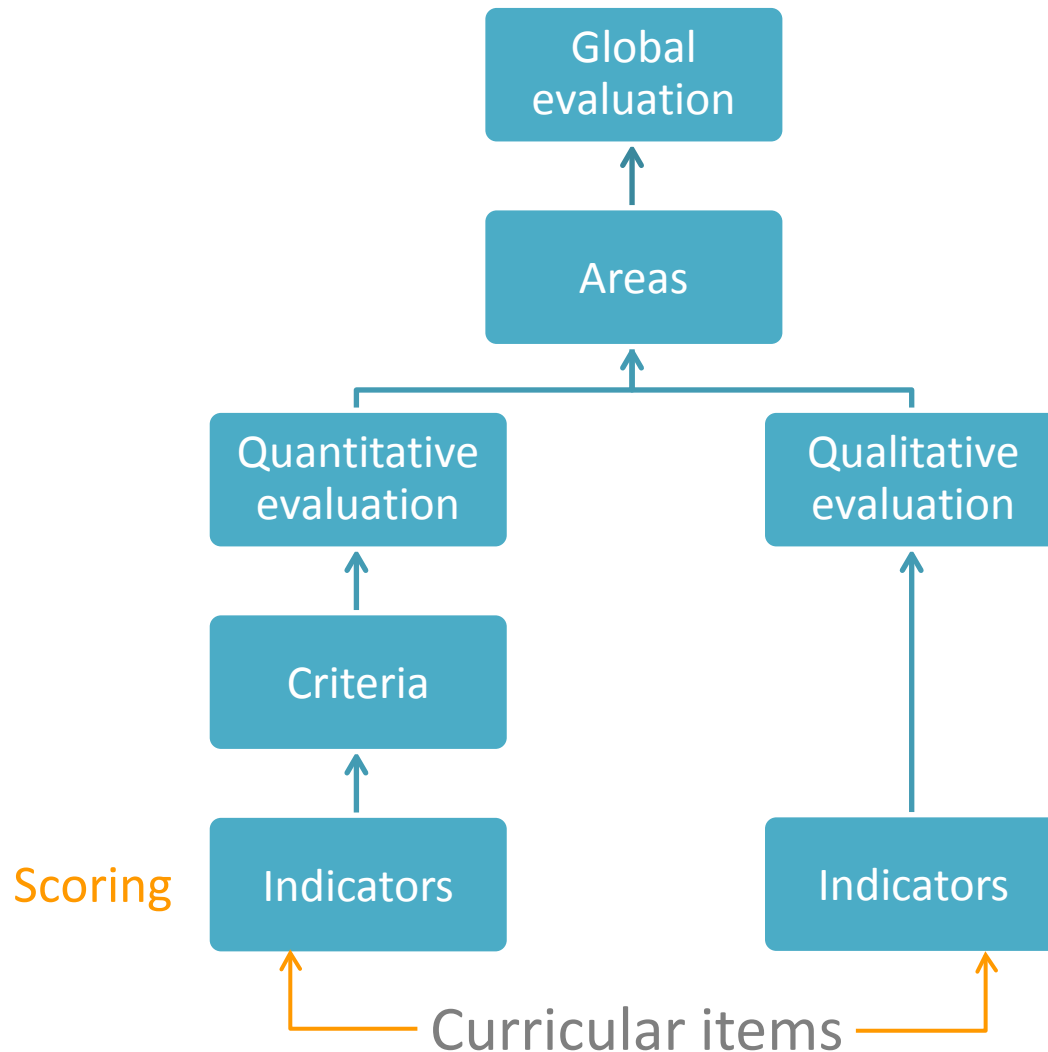 Global
evaluation
Areas
Quantitative
evaluation
Qualitative
evaluation
Criteria
Scoring
Indicators
Indicators
Curricular items